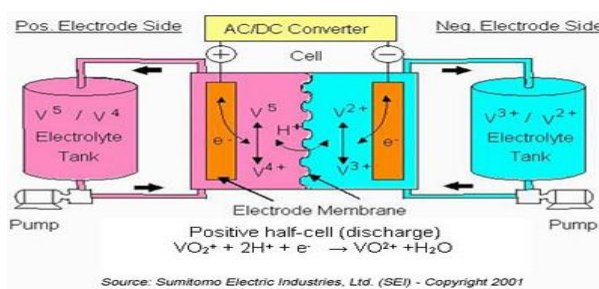 Pos. Electrode Side
AC/DC Converter
Neg. Electrode Side
+
Cell
−
V⁵ / V⁴
Electrolyte
Tank
V⁵
V⁴⁺
e⁻
H⁺
V²⁺
V³⁺
e⁻
V³⁺ / V²⁺
Electrolyte
Tank
Pump
Electrode Membrane
Pump
Positive half-cell (discharge)
VO₂⁺ + 2H⁺ + e⁻ → VO²⁺ +H₂O
Source: Sumitomo Electric Industries, Ltd. (SEI) - Copyright 2001